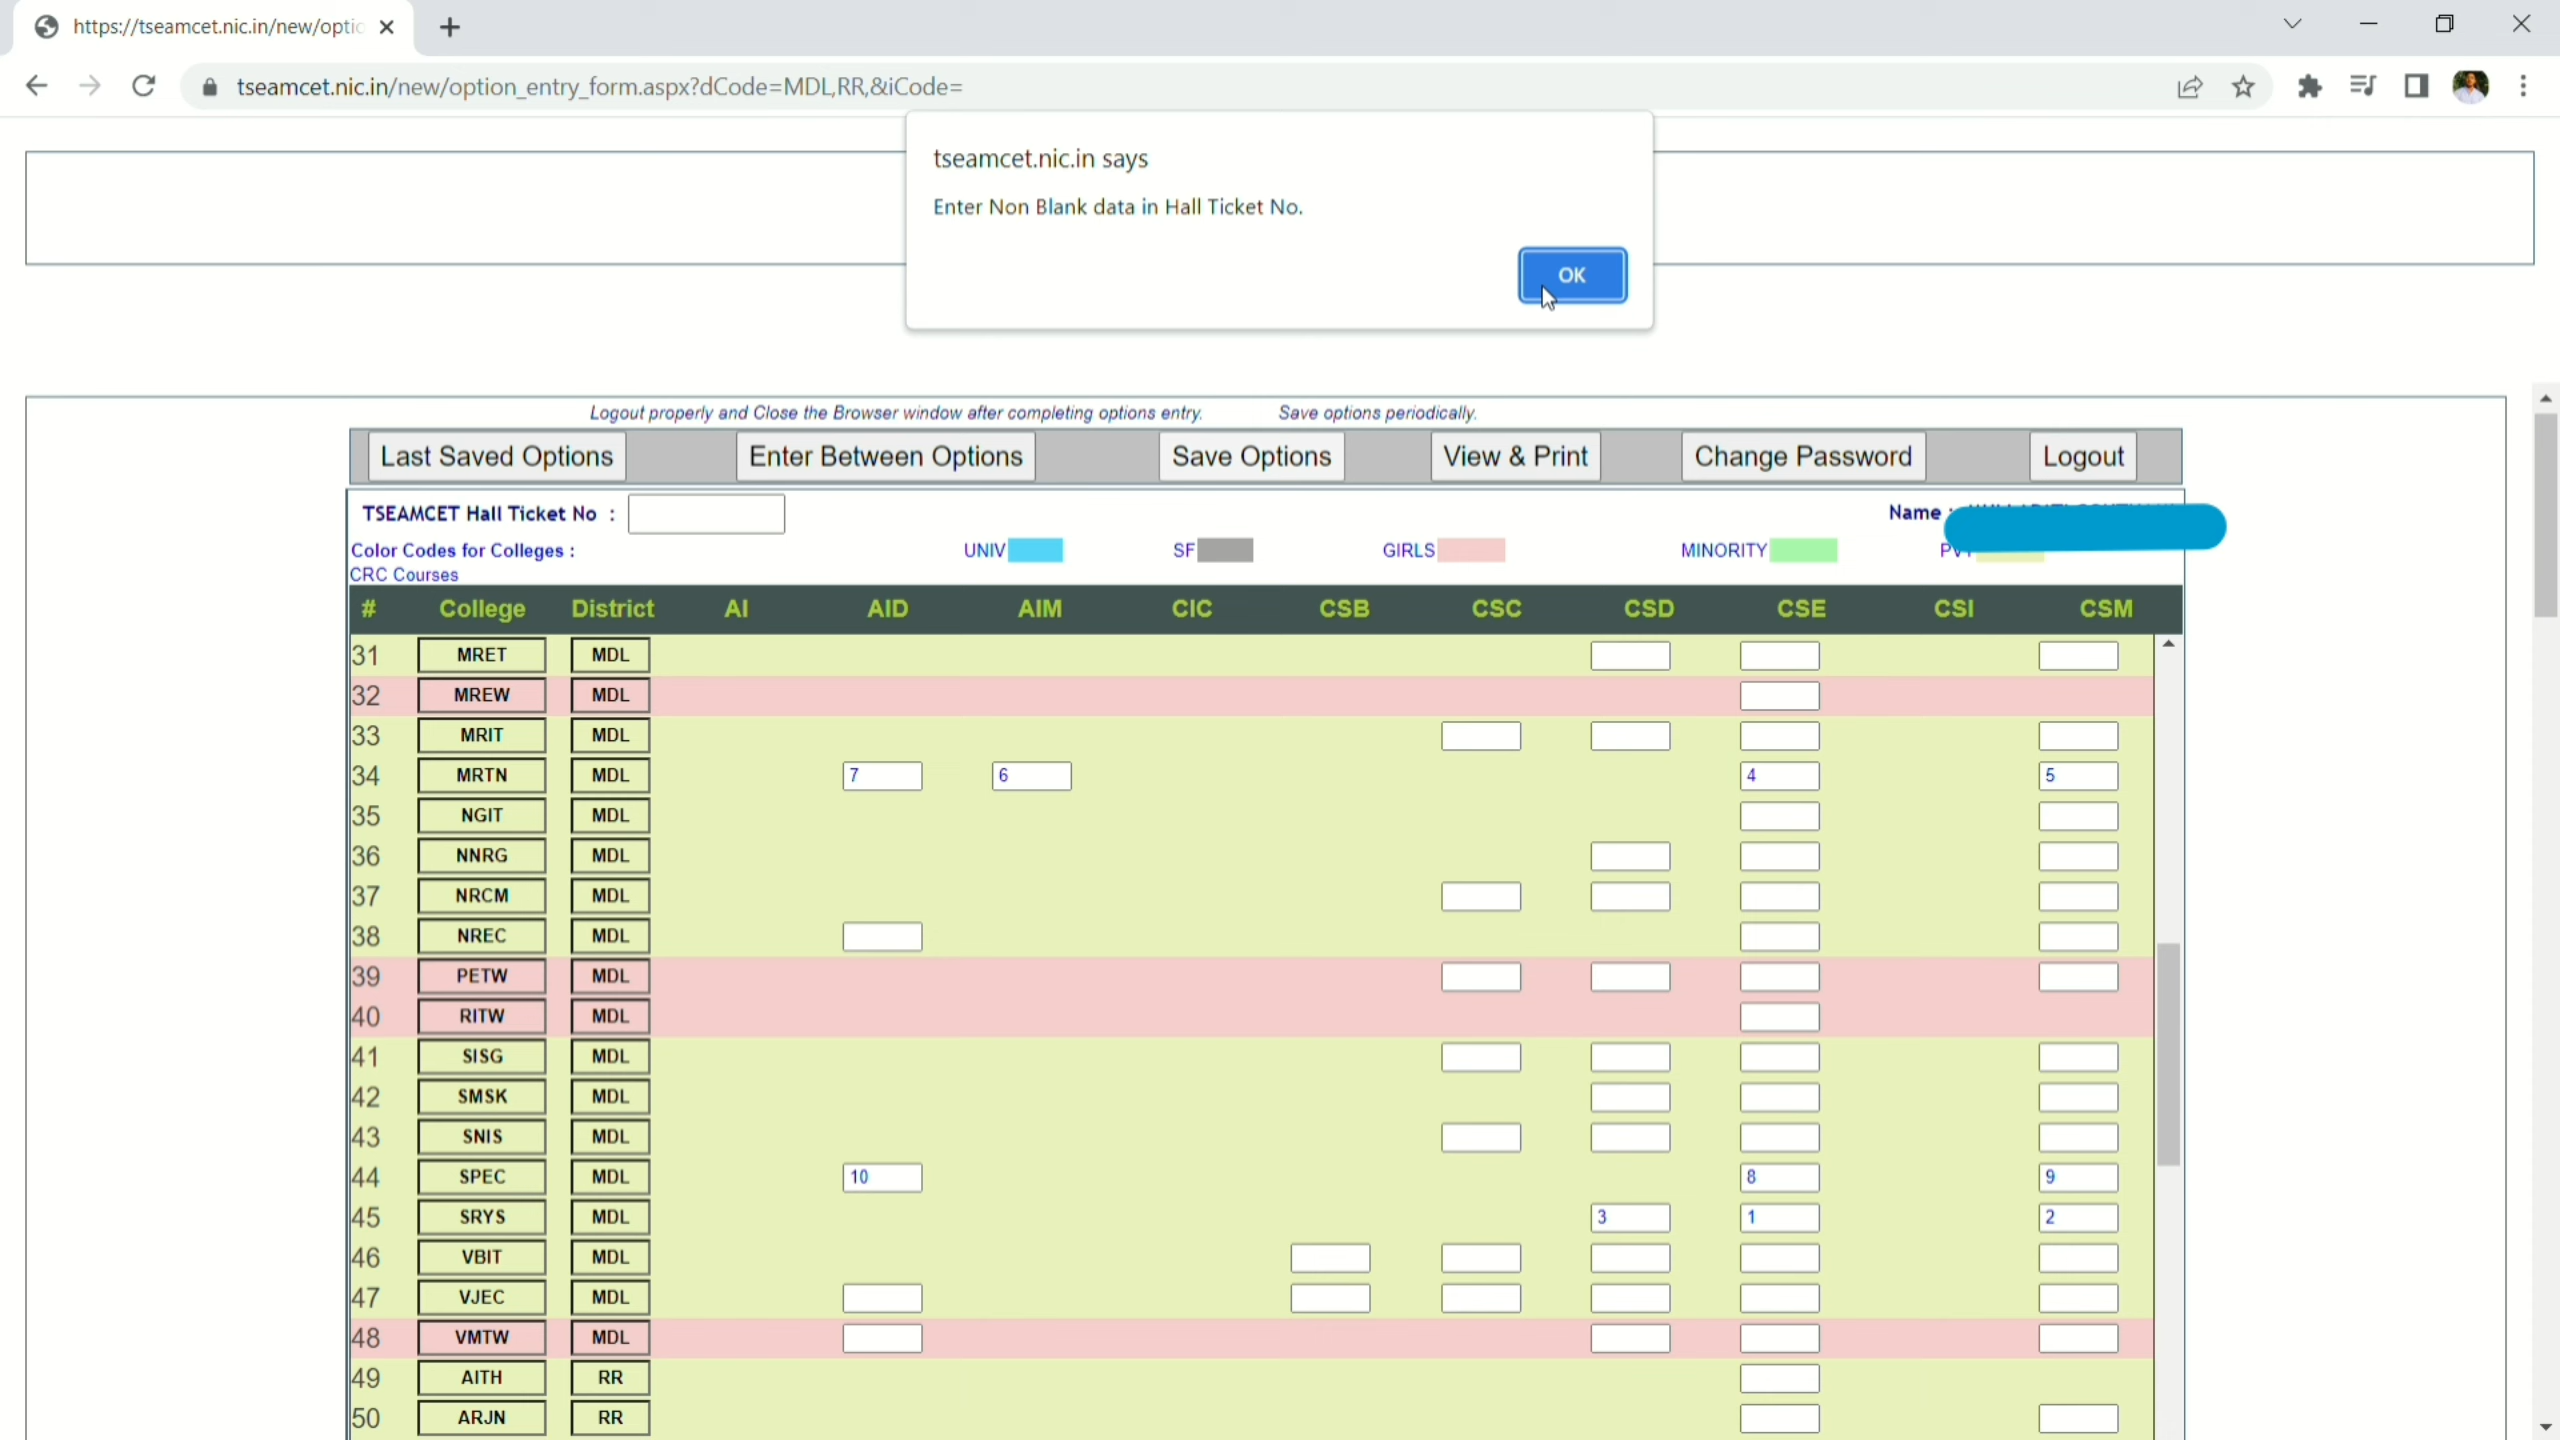 https://tseamcet.nic.in/new/optio
tseamcet.nic.in/new/option_entry_form.aspx?dCode=MDL,RR,&iCode=
tseamcet.nic.in says
Enter Non Blank data in Hall Ticket No.
OK
Logout properly and Close the Browser window after completing options entry. Save options periodically.
Last Saved Options Enter Between Options Save Options View & Print Change Password Logout
TSEAMCET Hall Ticket No : Name :
Color Codes for Colleges : UNIV SF GIRLS MINORITY
CRC Courses
# College District AI AID AIM CIC CSB CSC CSD CSE CSI CSM
31 MRET MDL
32 MREW MDL
33 MRIT MDL
34 MRTN MDL 7 6 4 5
35 NGIT MDL
36 NNRG MDL
37 NRCM MDL
38 NREC MDL
39 PETW MDL
40 RITW MDL
41 SISG MDL
42 SMSK MDL
43 SNIS MDL
44 SPEC MDL 10 8 9
45 SRYS MDL 3 1 2
46 VBIT MDL
47 VJEC MDL
48 VMTW MDL
49 AITH RR
50 ARJN RR